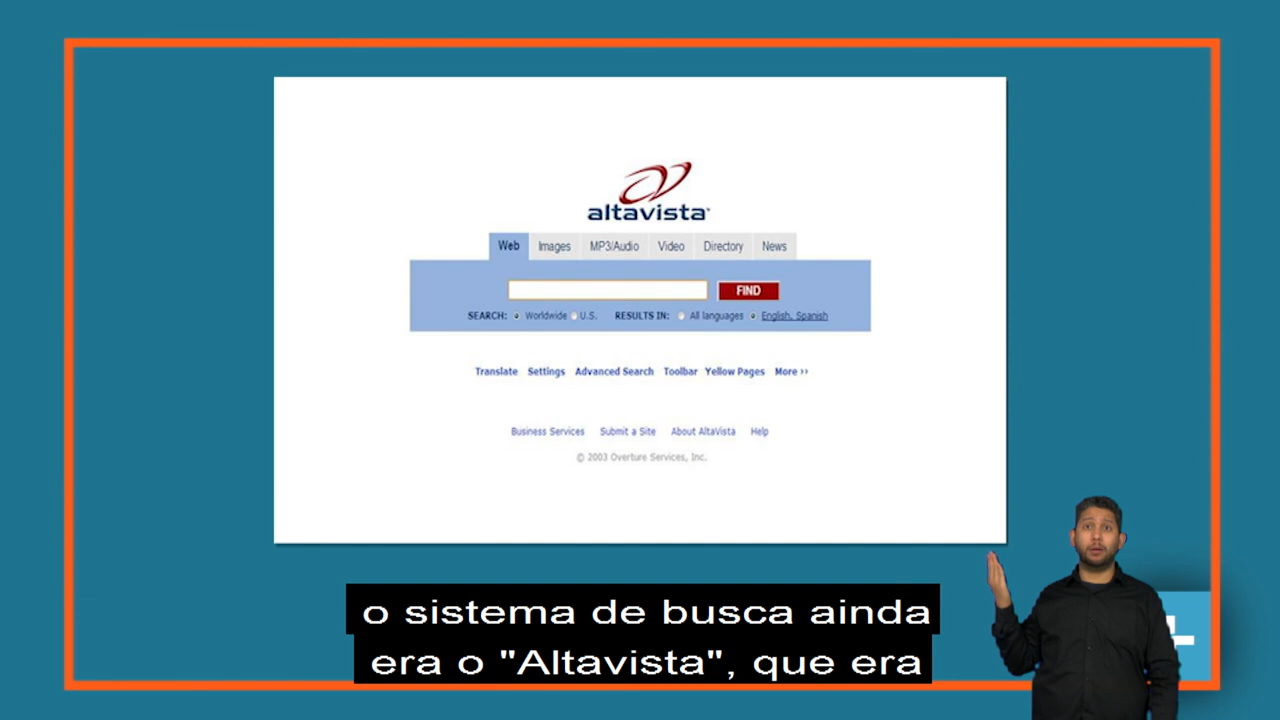 altavista™
Web Images MP3/Audio Video Directory News
FIND
SEARCH: Worldwide U.S. RESULTS IN: All languages English, Spanish
Translate Settings Advanced Search Toolbar Yellow Pages More >>
Business Services Submit a Site About AltaVista Help
© 2003 Overture Services, Inc.
o sistema de busca ainda
era o "Altavista", que era